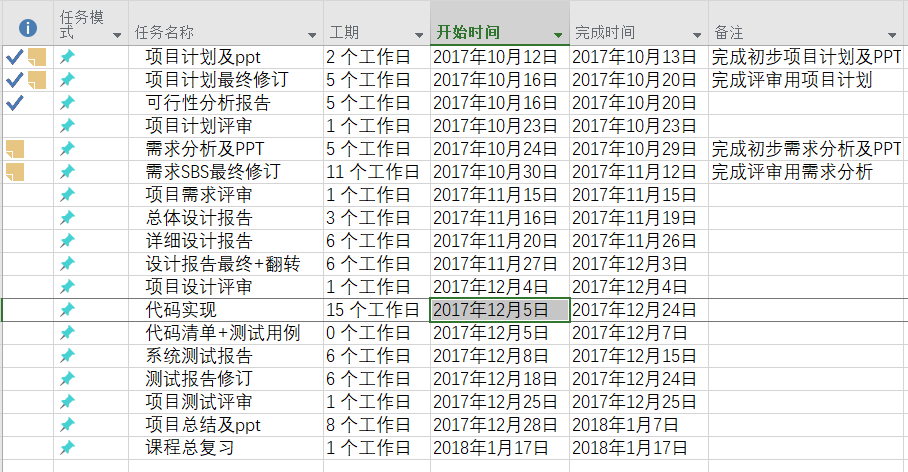 任务模式 任务名称 工期 开始时间 完成时间 备注
项目计划及ppt 2 个工作日 2017年10月12日 2017年10月13日 完成初步项目计划及PPT
项目计划最终修订 5 个工作日 2017年10月16日 2017年10月20日 完成评审用项目计划
可行性分析报告 5 个工作日 2017年10月16日 2017年10月20日
项目计划评审 1 个工作日 2017年10月23日 2017年10月23日
需求分析及PPT 5 个工作日 2017年10月24日 2017年10月29日 完成初步需求分析及PPT
需求SBS最终修订 11 个工作日 2017年10月30日 2017年11月12日 完成评审用需求分析
项目需求评审 1 个工作日 2017年11月15日 2017年11月15日
总体设计报告 3 个工作日 2017年11月16日 2017年11月19日
详细设计报告 6 个工作日 2017年11月20日 2017年11月26日
设计报告最终+翻转 6 个工作日 2017年11月27日 2017年12月3日
项目设计评审 1 个工作日 2017年12月4日 2017年12月4日
代码实现 15 个工作日 2017年12月5日 2017年12月24日
代码清单+测试用例 0 个工作日 2017年12月5日 2017年12月7日
系统测试报告 6 个工作日 2017年12月8日 2017年12月15日
测试报告修订 6 个工作日 2017年12月18日 2017年12月24日
项目测试评审 1 个工作日 2017年12月25日 2017年12月25日
项目总结及ppt 8 个工作日 2017年12月28日 2018年1月7日
课程总复习 1 个工作日 2018年1月17日 2018年1月17日